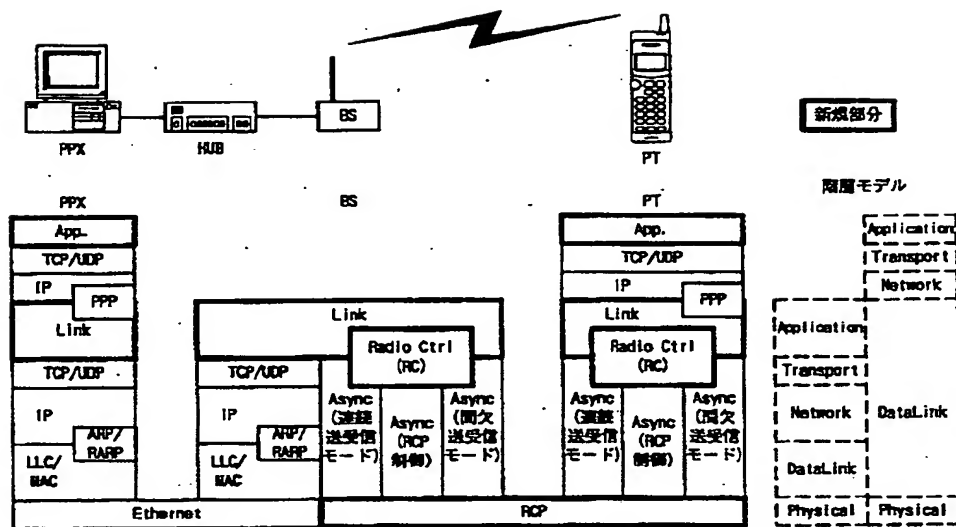 BS
PPX
HUB
PT
新規部分
階層モデル
PPX
BS
PT
App.
TCP/UDP
IP
PPP
Link
TCP/UDP
IP
ARP/
RARP
LLC/
MAC
Link
Radio Ctrl
(RC)
TCP/UDP
IP
ARP/
RARP
LLC/
MAC
Async
(連続
送受信
モード)
Async
(RCP
制御)
Async
(間欠
送受信
モード)
App.
TCP/UDP
IP
PPP
Link
Radio Ctrl
(RC)
Async
(連続
送受信
モード)
Async
(RCP
制御)
Async
(間欠
送受信
モード)
Ethernet
RCP
Application
Transport
Network
Application
Transport
Network
DataLink
DataLink
Physical
Physical